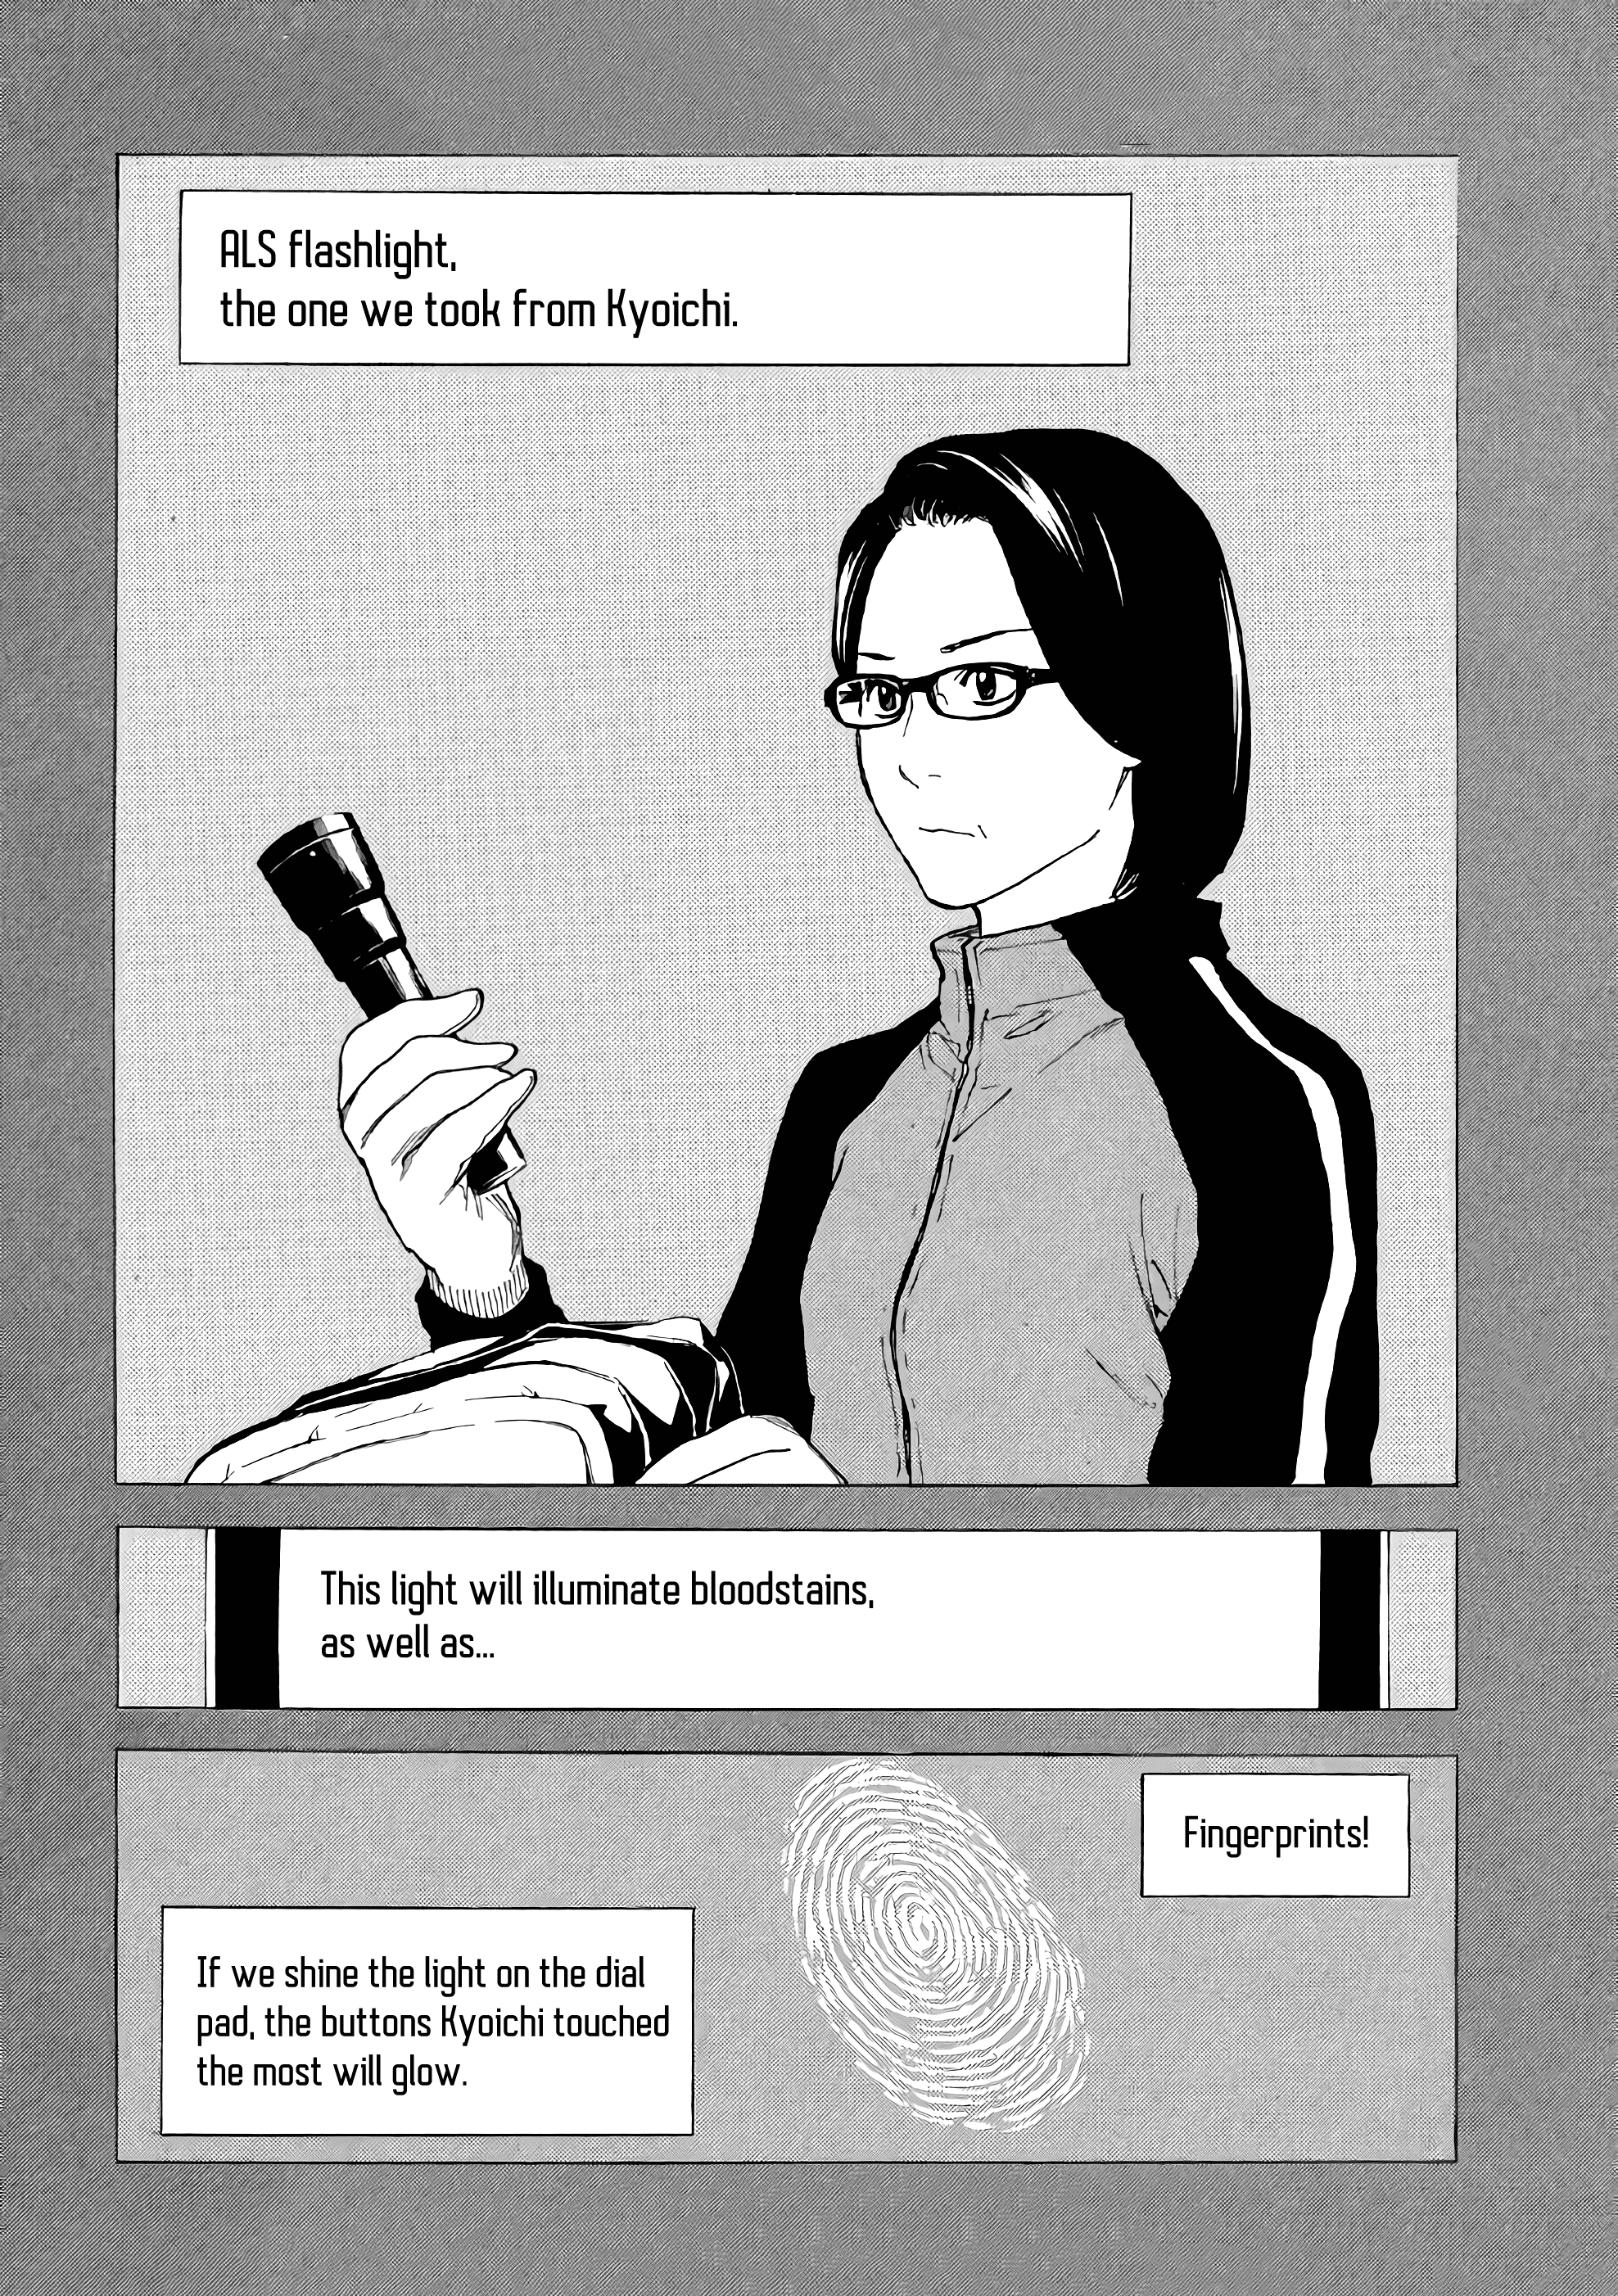 ALS flashlight,
the one we took from Kyoichi.
This light will illuminate bloodstains,
as well as...
Fingerprints!
If we shine the light on the dial
pad, the buttons Kyoichi touched
the most will glow.